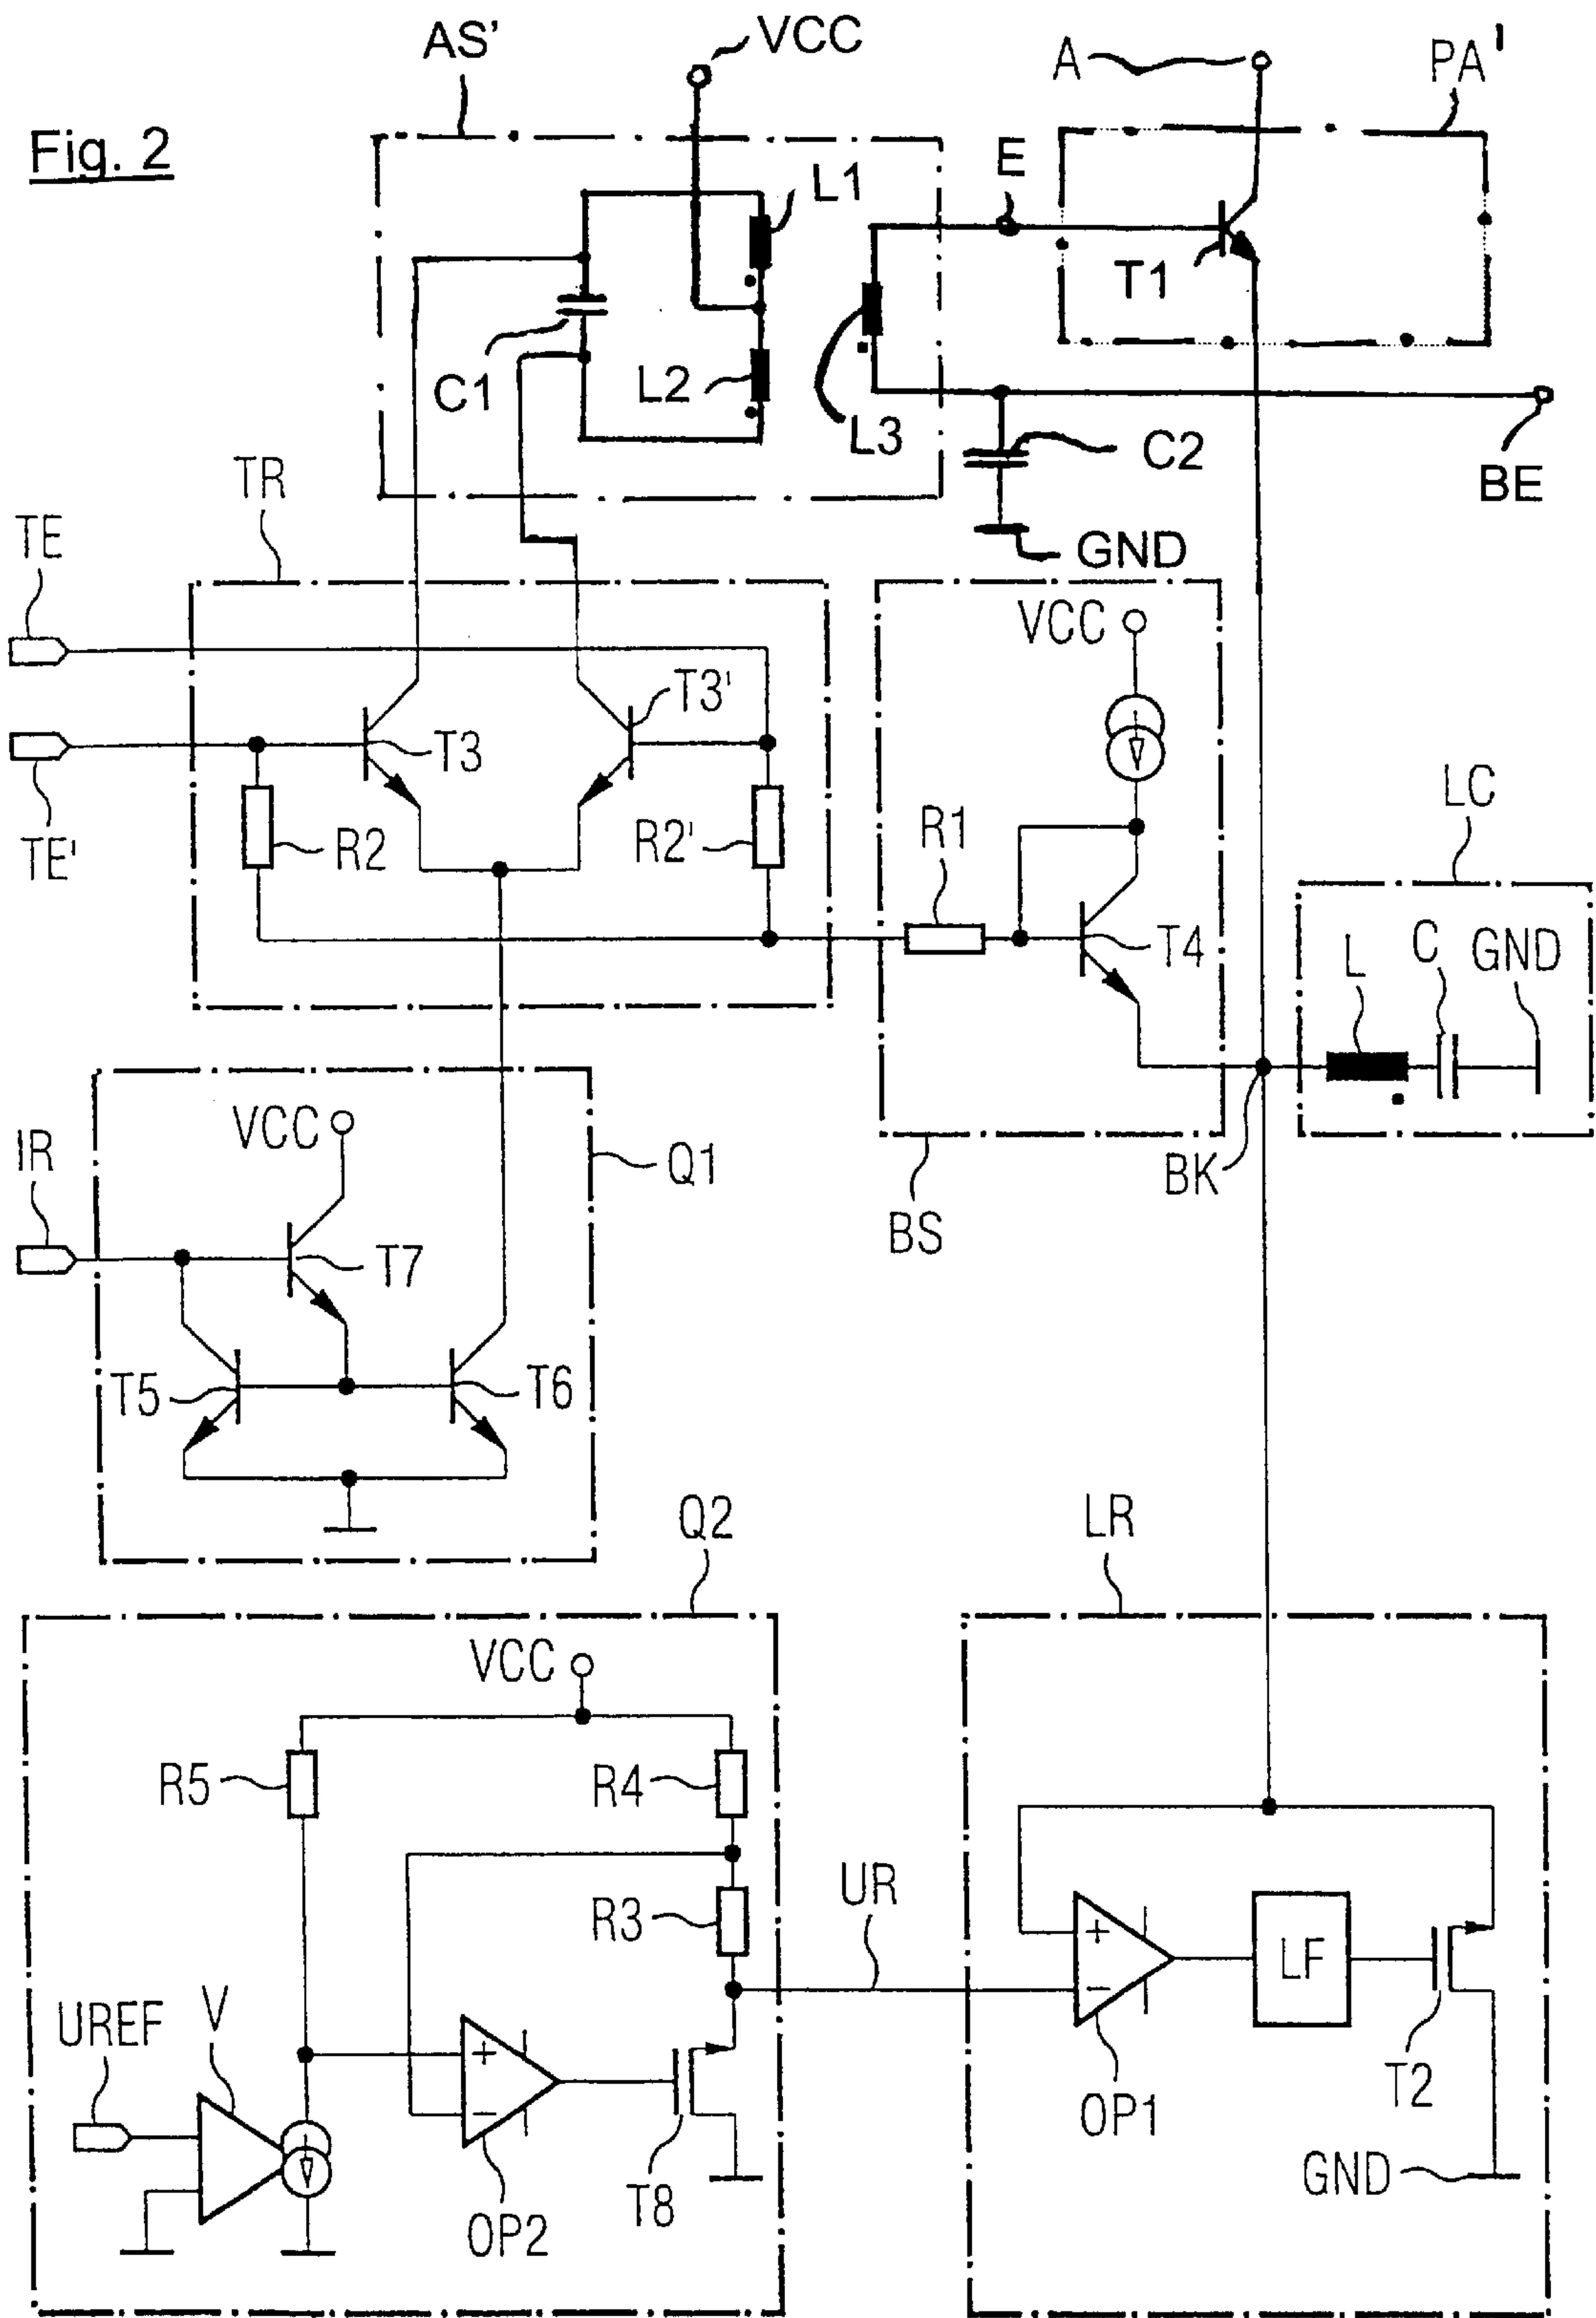 Fig. 2
AS'
VCC
A
PA'
E
L1
T1
C1
L2
L3
C2
BE
GND
TR
TE
TE'
T3
T3'
R2
R2'
VCC
R1
T4
LC
L
C
GND
BK
BS
IR
VCC
Q1
T7
T5
T6
Q2
LR
VCC
R5
R4
R3
UR
UREF
V
+
−
OP2
T8
+
−
OP1
LF
T2
GND